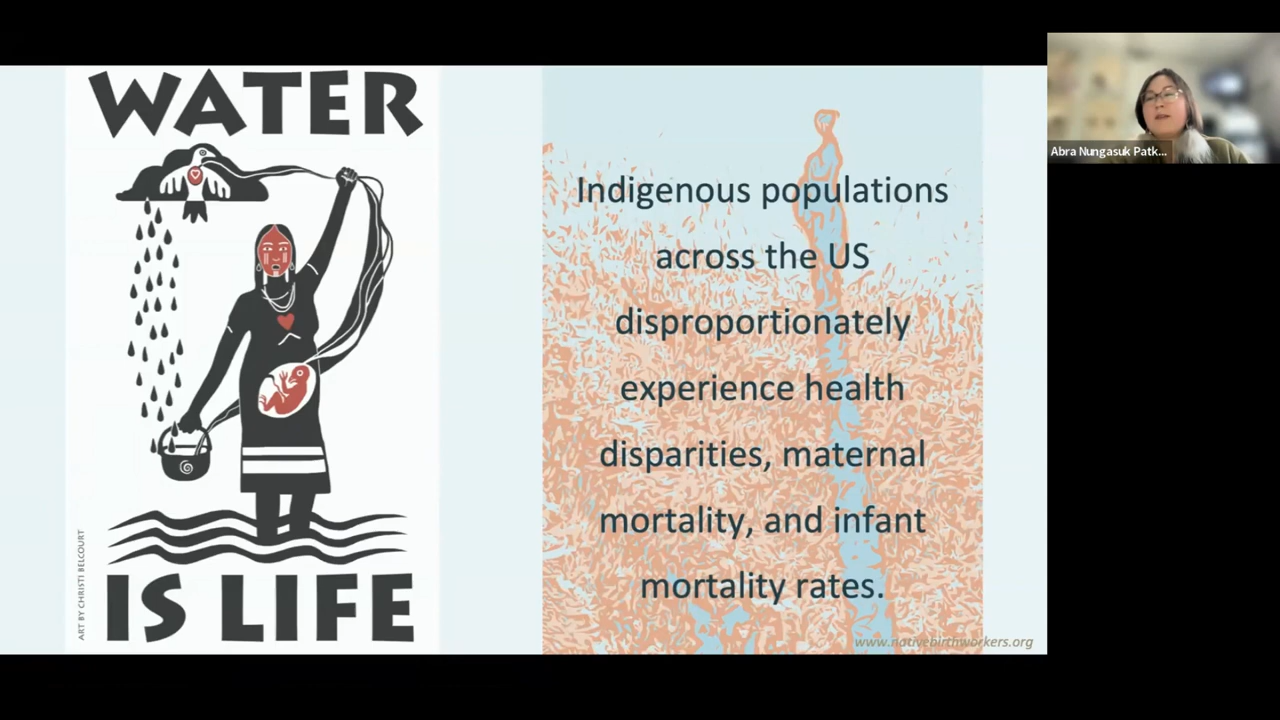 WATER
IS LIFE
ART BY CHRISTI BELCOURT
Indigenous populations
across the US
disproportionately
experience health
disparities, maternal
mortality, and infant
mortality rates.
www.nativebirthworkers.org
Abra Nungasuk Patk...